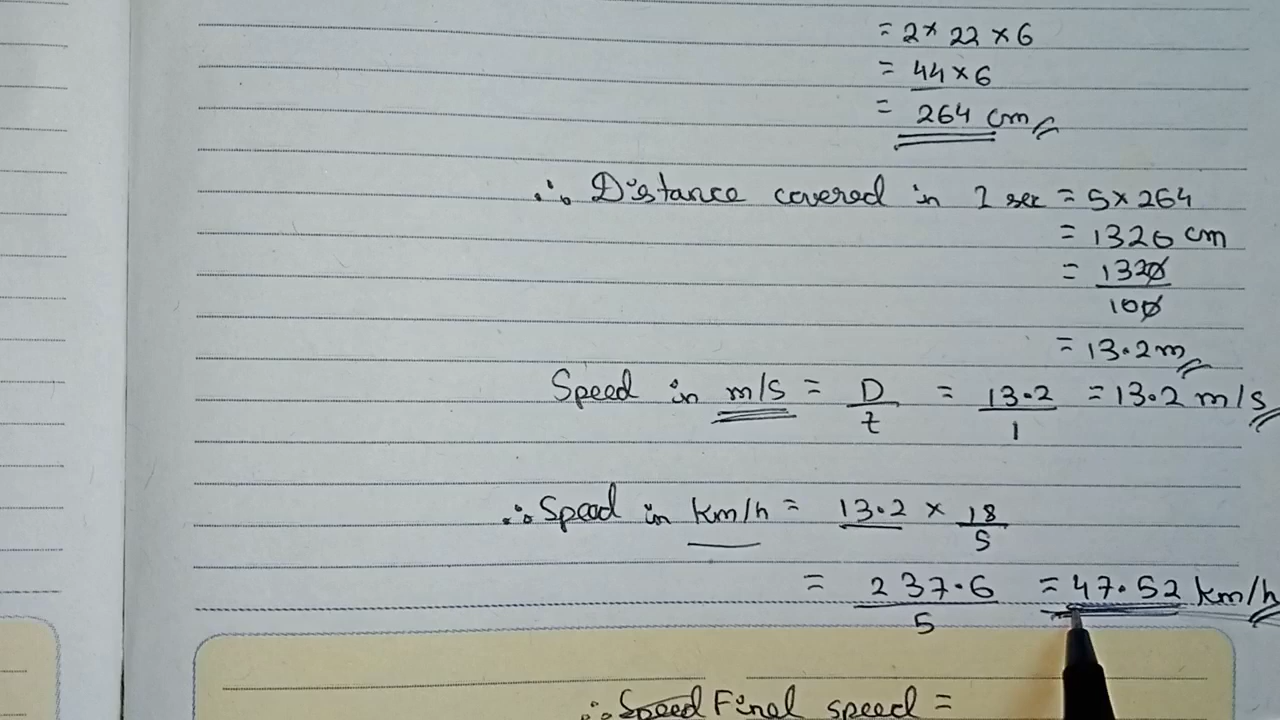 = 2 × 22 × 6
= 44 × 6
= 264 cm
∴ Distance covered in 1 sec = 5 × 264
= 1320 cm
= 1320
100
= 13.2 m
Speed in m/s = D/t = 13.2/1 = 13.2 m/s
∴ Speed in km/h = 13.2 × 18/5
= 237.6/5 = 47.52 km/h
∴ Speed Final speed =